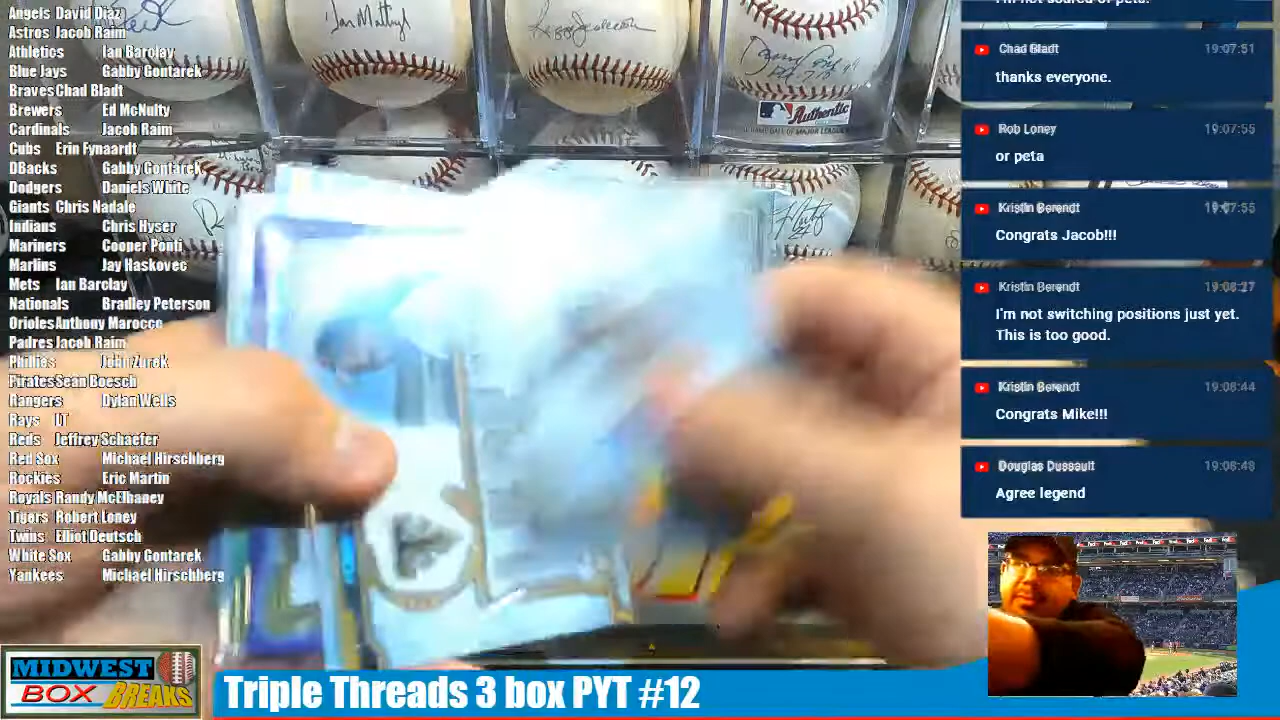 Angels David Diaz
Astros Jacob Raim
Athletics Ian Barclay
Blue Jays Gabby Gontarek
Braves Chad Bladt
Brewers Ed McNulty
Cardinals Jacob Raim
Cubs Erin Fynaardt
DBacks Gabby Gontarek
Dodgers Daniels White
Giants Chris Nadale
Indians Chris Hyser
Mariners Cooper Ponti
Marlins Jay Haskovec
Mets Ian Barclay
Nationals Bradley Peterson
Orioles Anthony Marocco
Padres Jacob Raim
Phillies John Zurek
Pirates Sean Boesch
Rangers Dylan Wells
Rays LT
Reds Jeffrey Schaefer
Red Sox Michael Hirschberg
Rockies Eric Martin
Royals Randy McElhaney
Tigers Robert Loney
Twins Elliot Deutsch
White Sox Gabby Gontarek
Yankees Michael Hirschberg
Authentic
Chad Bladt 19:07:51
thanks everyone.
Rob Loney 19:07:55
or peta
Kristin Berendt 19:07:55
Congrats Jacob!!!
Kristin Berendt 19:08:27
I'm not switching positions just yet.
This is too good.
Kristin Berendt 19:08:44
Congrats Mike!!!
Douglas Dussault 19:08:48
Agree legend
MIDWEST
BOX BREAKS
Triple Threads 3 box PYT #12